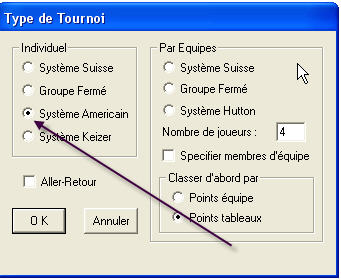 Type de Tournoi
Individuel
Système Suisse
Groupe Fermé
Système Americain
Système Keizer
Aller-Retour
OK
Annuler
Par Equipes
Système Suisse
Groupe Fermé
Système Hutton
Nombre de joueurs : 4
Specifier membres d'équipe
Classer d'abord par
Points équipe
Points tableaux